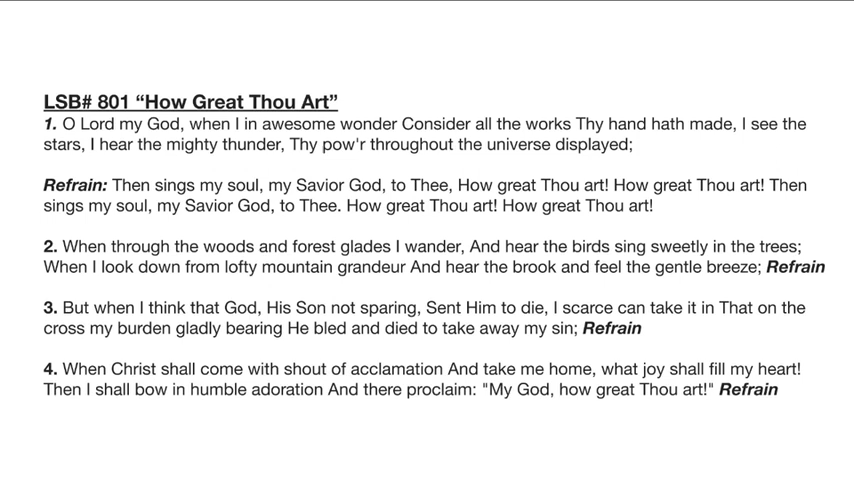 LSB# 801 “How Great Thou Art”
1. O Lord my God, when I in awesome wonder Consider all the works Thy hand hath made, I see the
stars, I hear the mighty thunder, Thy pow'r throughout the universe displayed;
Refrain: Then sings my soul, my Savior God, to Thee, How great Thou art! How great Thou art! Then
sings my soul, my Savior God, to Thee. How great Thou art! How great Thou art!
2. When through the woods and forest glades I wander, And hear the birds sing sweetly in the trees;
When I look down from lofty mountain grandeur And hear the brook and feel the gentle breeze; Refrain
3. But when I think that God, His Son not sparing, Sent Him to die, I scarce can take it in That on the
cross my burden gladly bearing He bled and died to take away my sin; Refrain
4. When Christ shall come with shout of acclamation And take me home, what joy shall fill my heart!
Then I shall bow in humble adoration And there proclaim: "My God, how great Thou art!" Refrain